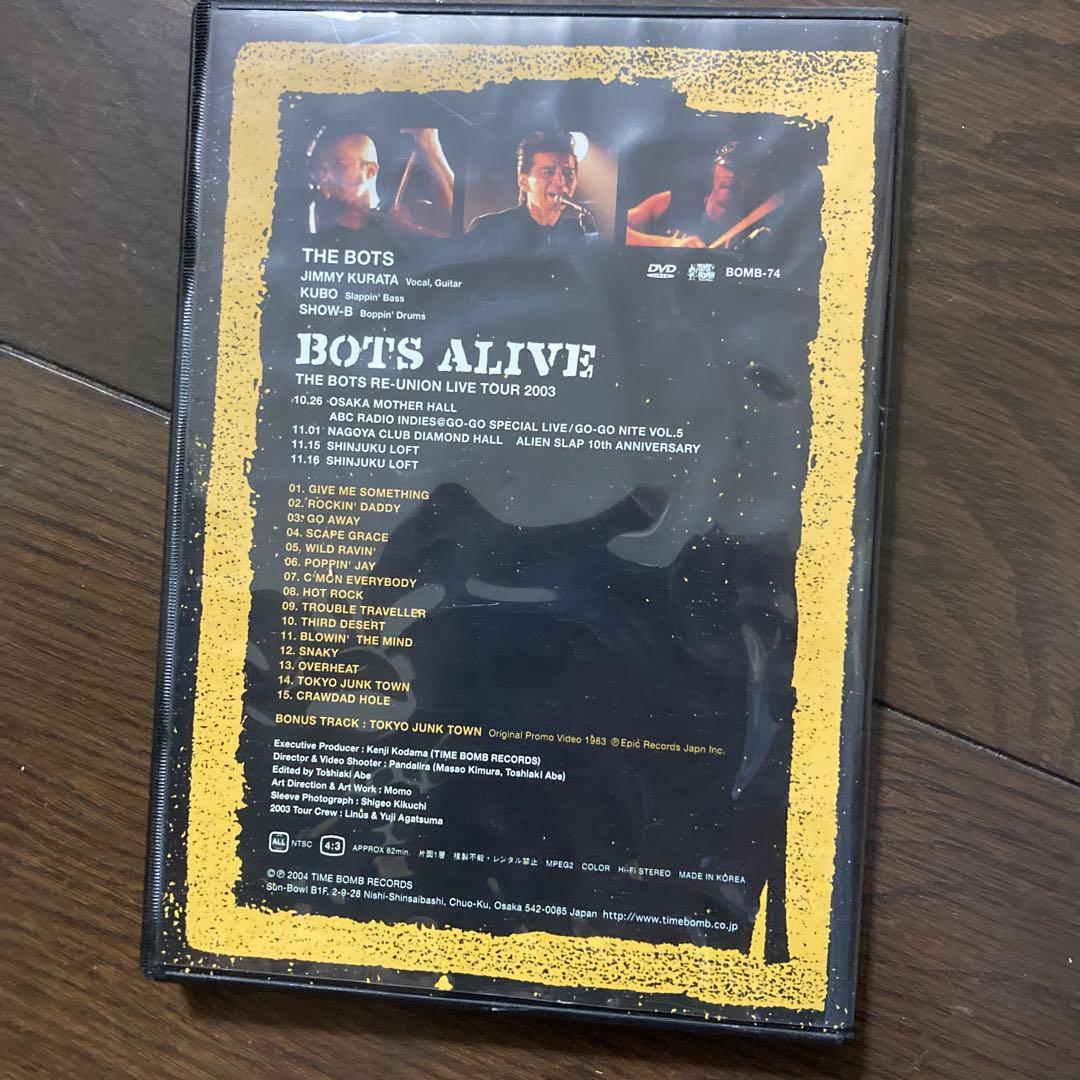 THE BOTS
JIMMY KURATA Vocal, Guitar
KUBO Slappin' Bass
SHOW-B Boppin' Drums
DVD VIDEO
BOMB-74
BOTS ALIVE
THE BOTS RE-UNION LIVE TOUR 2003
10.26 OSAKA MOTHER HALL
ABC RADIO INDIES@GO-GO SPECIAL LIVE/GO-GO NITE VOL.5
11.01 NAGOYA CLUB DIAMOND HALL ALIEN SLAP 10th ANNIVERSARY
11.15 SHINJUKU LOFT
11.16 SHINJUKU LOFT
01. GIVE ME SOMETHING
02. ROCKIN' DADDY
03. GO AWAY
04. SCAPE GRACE
05. WILD RAVIN'
06. POPPIN' JAY
07. C'MON EVERYBODY
08. HOT ROCK
09. TROUBLE TRAVELLER
10. THIRD DESERT
11. BLOWIN' THE MIND
12. SNAKY
13. OVERHEAT
14. TOKYO JUNK TOWN
15. CRAWDAD HOLE
BONUS TRACK : TOKYO JUNK TOWN Original Promo Video 1983 ℗Epic Records Japn Inc.
Executive Producer : Kenji Kodama (TIME BOMB RECORDS)
Director & Video Shooter : Pandalira (Masao Kimura, Toshiaki Abe)
Edited by Toshiaki Abe
Art Direction & Art Work : Momo
Sleeve Photograph : Shigeo Kikuchi
2003 Tour Crew : Linus & Yuji Agatsuma
ALL NTSC 4:3 APPROX 62min. 片面1層 複製不能・レンタル禁止 MPEG2 COLOR Hi-Fi STEREO MADE IN KOREA
©℗ 2004 TIME BOMB RECORDS
Sun-Bowl B1F, 2-9-28 Nishi-Shinsaibashi, Chuo-Ku, Osaka 542-0085 Japan http://www.timebomb.co.jp